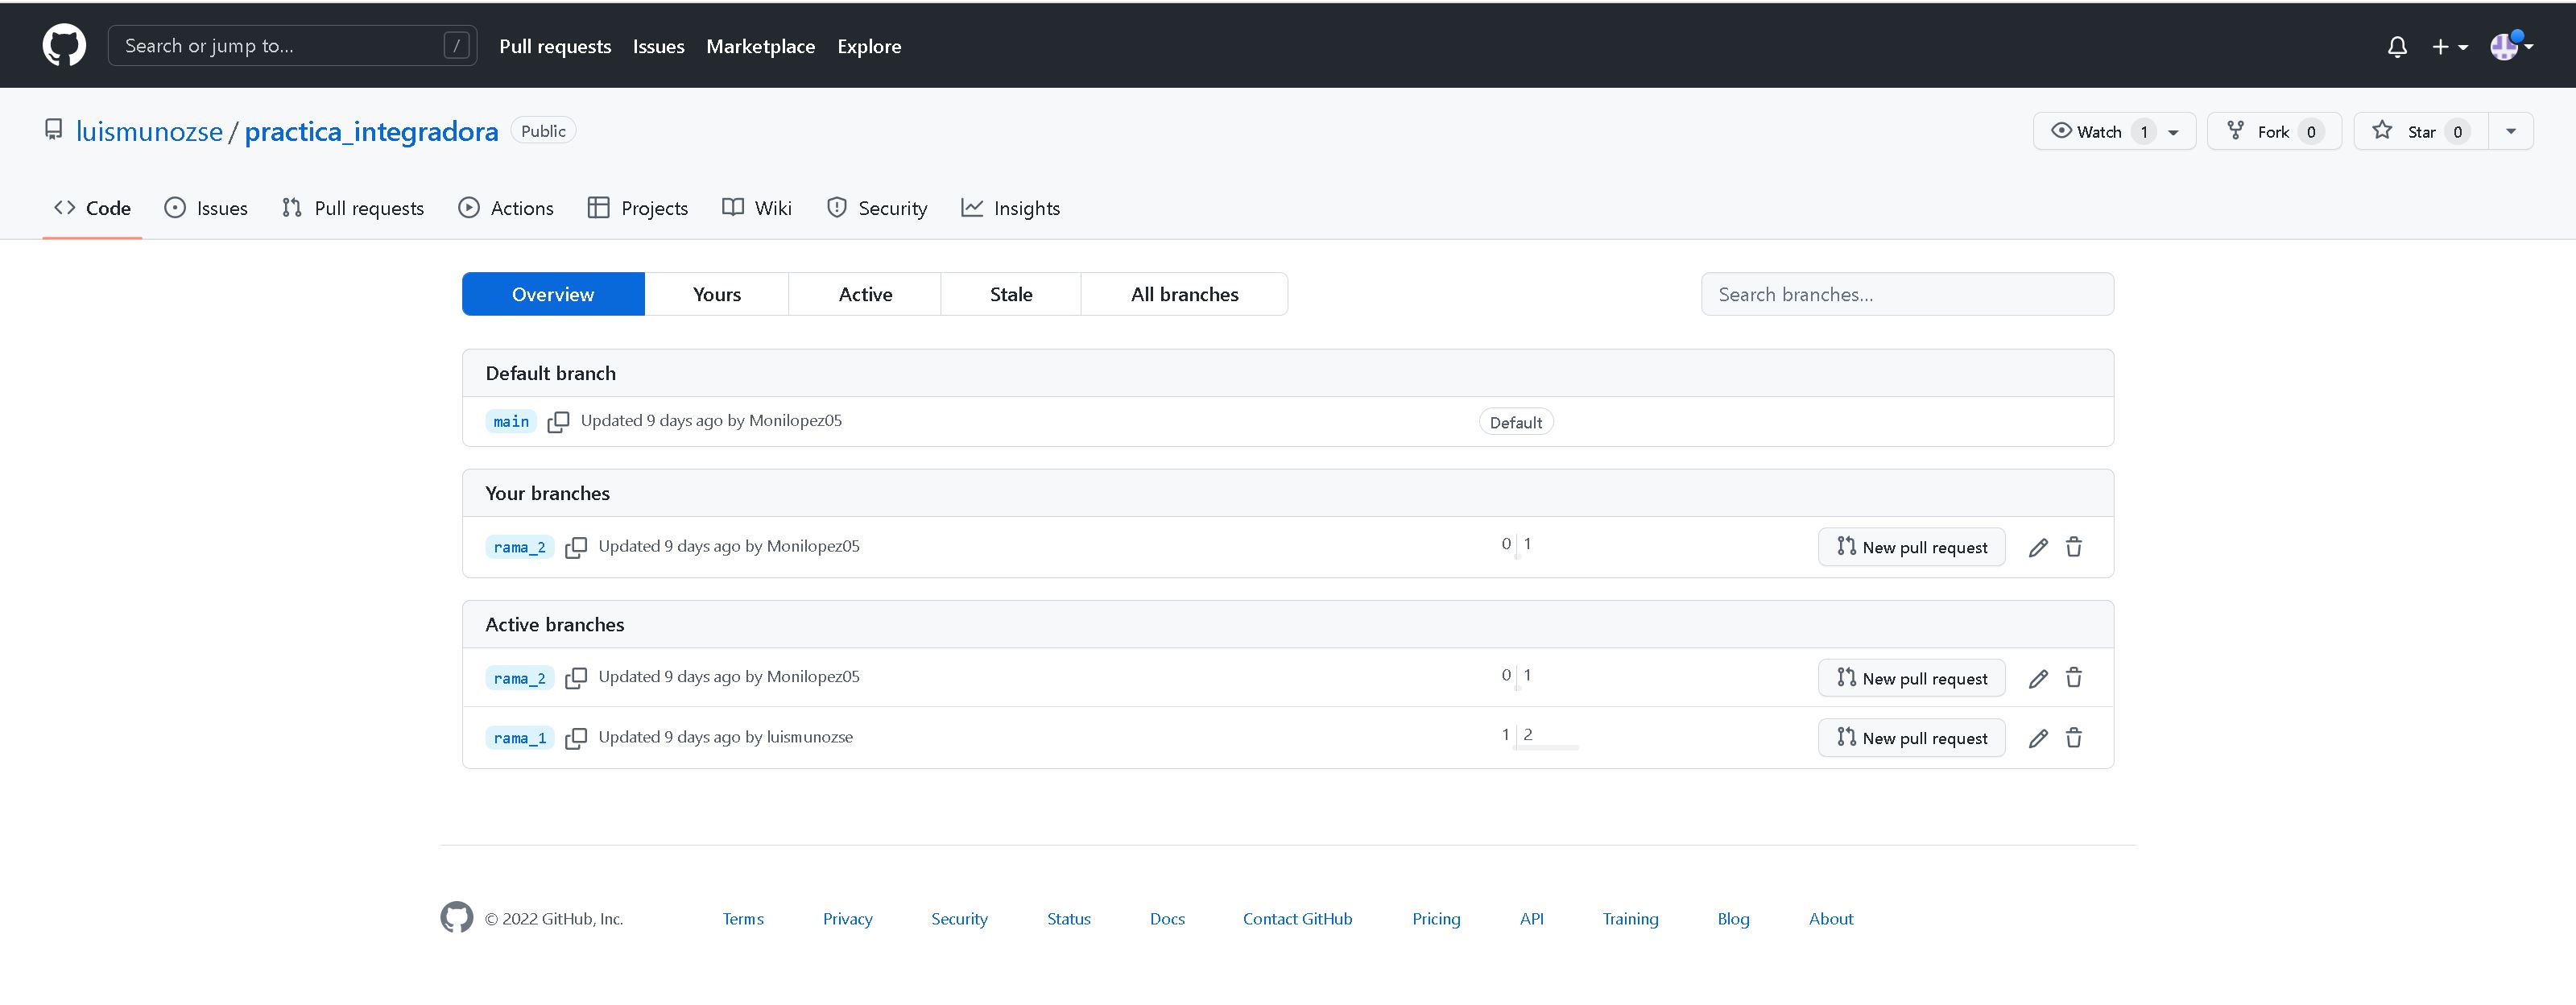 Search or jump to... / Pull requests Issues Marketplace Explore
luismunozse / practica_integradora Public Watch 1 Fork 0 Star 0
Code Issues Pull requests Actions Projects Wiki Security Insights
Overview Yours Active Stale All branches Search branches...
Default branch
main Updated 9 days ago by Monilopez05 Default
Your branches
rama_2 Updated 9 days ago by Monilopez05 0 1 New pull request
Active branches
rama_2 Updated 9 days ago by Monilopez05 0 1 New pull request
rama_1 Updated 9 days ago by luismunozse 1 2 New pull request
© 2022 GitHub, Inc. Terms Privacy Security Status Docs Contact GitHub Pricing API Training Blog About